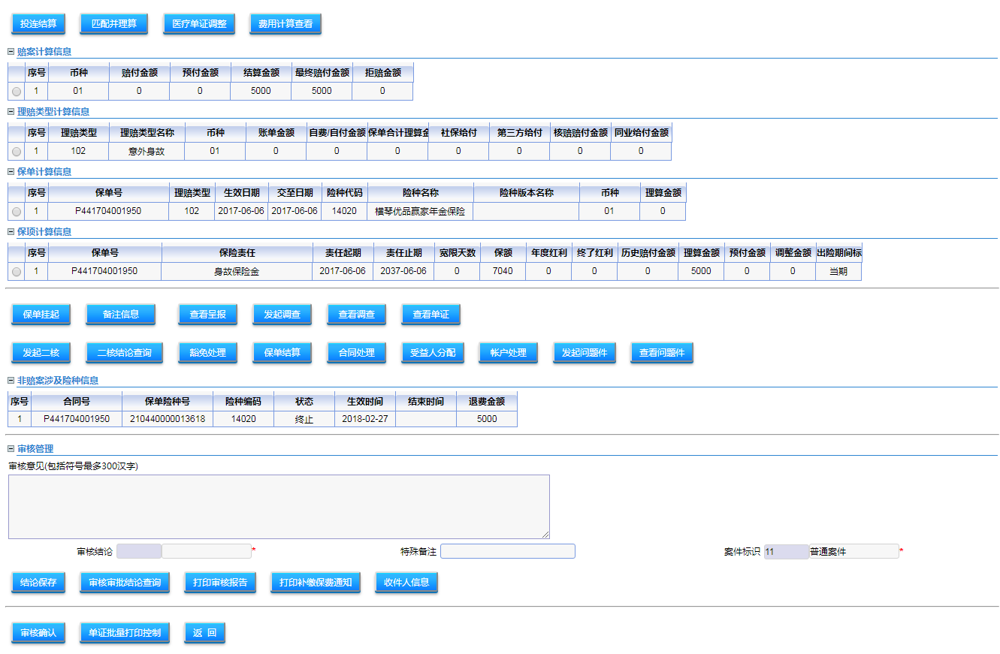 投连结算 匹配并理算 医疗单证调整 费用计算查看
赔案计算信息
序号 币种 赔付金额 预付金额 结算金额 最终赔付金额 拒赔金额
1 01 0 0 5000 5000 0
理赔类型计算信息
序号 理赔类型 理赔类型名称 币种 账单金额 自费/自付金额 保单合计理算金 社保给付 第三方给付 核赔赔付金额 同业给付金额
1 102 意外身故 01 0 0 0 0 0 0 0
保单计算信息
序号 保单号 理赔类型 生效日期 交至日期 险种代码 险种名称 险种版本名称 币种 理算金额
1 P441704001950 102 2017-06-06 2017-06-06 14020 横琴优品赢家年金保险 01 0
保项计算信息
序号 保单号 保险责任 责任起期 责任止期 宽限天数 保额 年度红利 终了红利 历史赔付金额 理算金额 预付金额 调整金额 出险期间标
1 P441704001950 身故保险金 2017-06-06 2037-06-06 0 7040 0 0 0 5000 0 0 当期
保单挂起 备注信息 查看呈报 发起调查 查看调查 查看单证
发起二核 二核结论查询 豁免处理 保单结算 合同处理 受益人分配 帐户处理 发起问题件 查看问题件
非赔案涉及险种信息
序号 合同号 保单险种号 险种编码 状态 生效时间 结束时间 退费金额
1 P441704001950 210440000013618 14020 终止 2018-02-27 5000
审核管理
审核意见(包括符号最多300汉字)
审核结论 * 特殊备注 案件标识 11 普通案件 *
结论保存 审核审批结论查询 打印审核报告 打印补缴保费通知 收件人信息
审核确认 单证批量打印控制 返 回